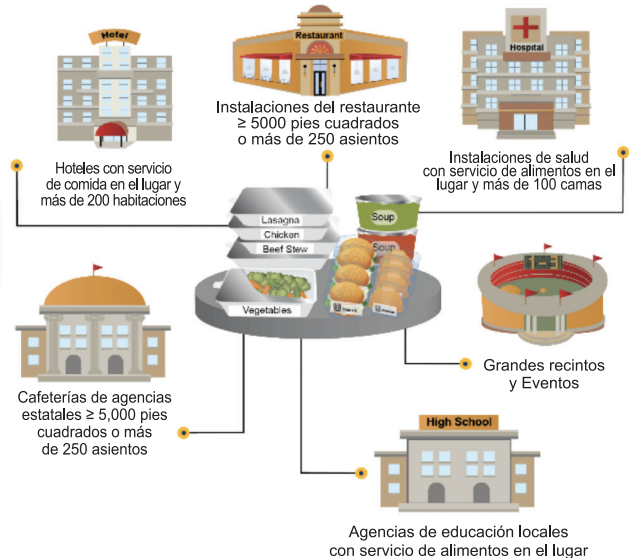 Hotel
Restaurant
Hospital
Instalaciones del restaurante
≥ 5000 pies cuadrados
o más de 250 asientos
Hoteles con servicio
de comida en el lugar y
más de 200 habitaciones
Instalaciones de salud
con servicio de alimentos en el
lugar y más de 100 camas
Lasagna
Chicken
Beef Stew
Vegetables
Soup
Soup
Cafeterías de agencias
estatales ≥ 5,000 pies
cuadrados o más
de 250 asientos
Grandes recintos
y Eventos
High School
Agencias de educación locales
con servicio de alimentos en el lugar